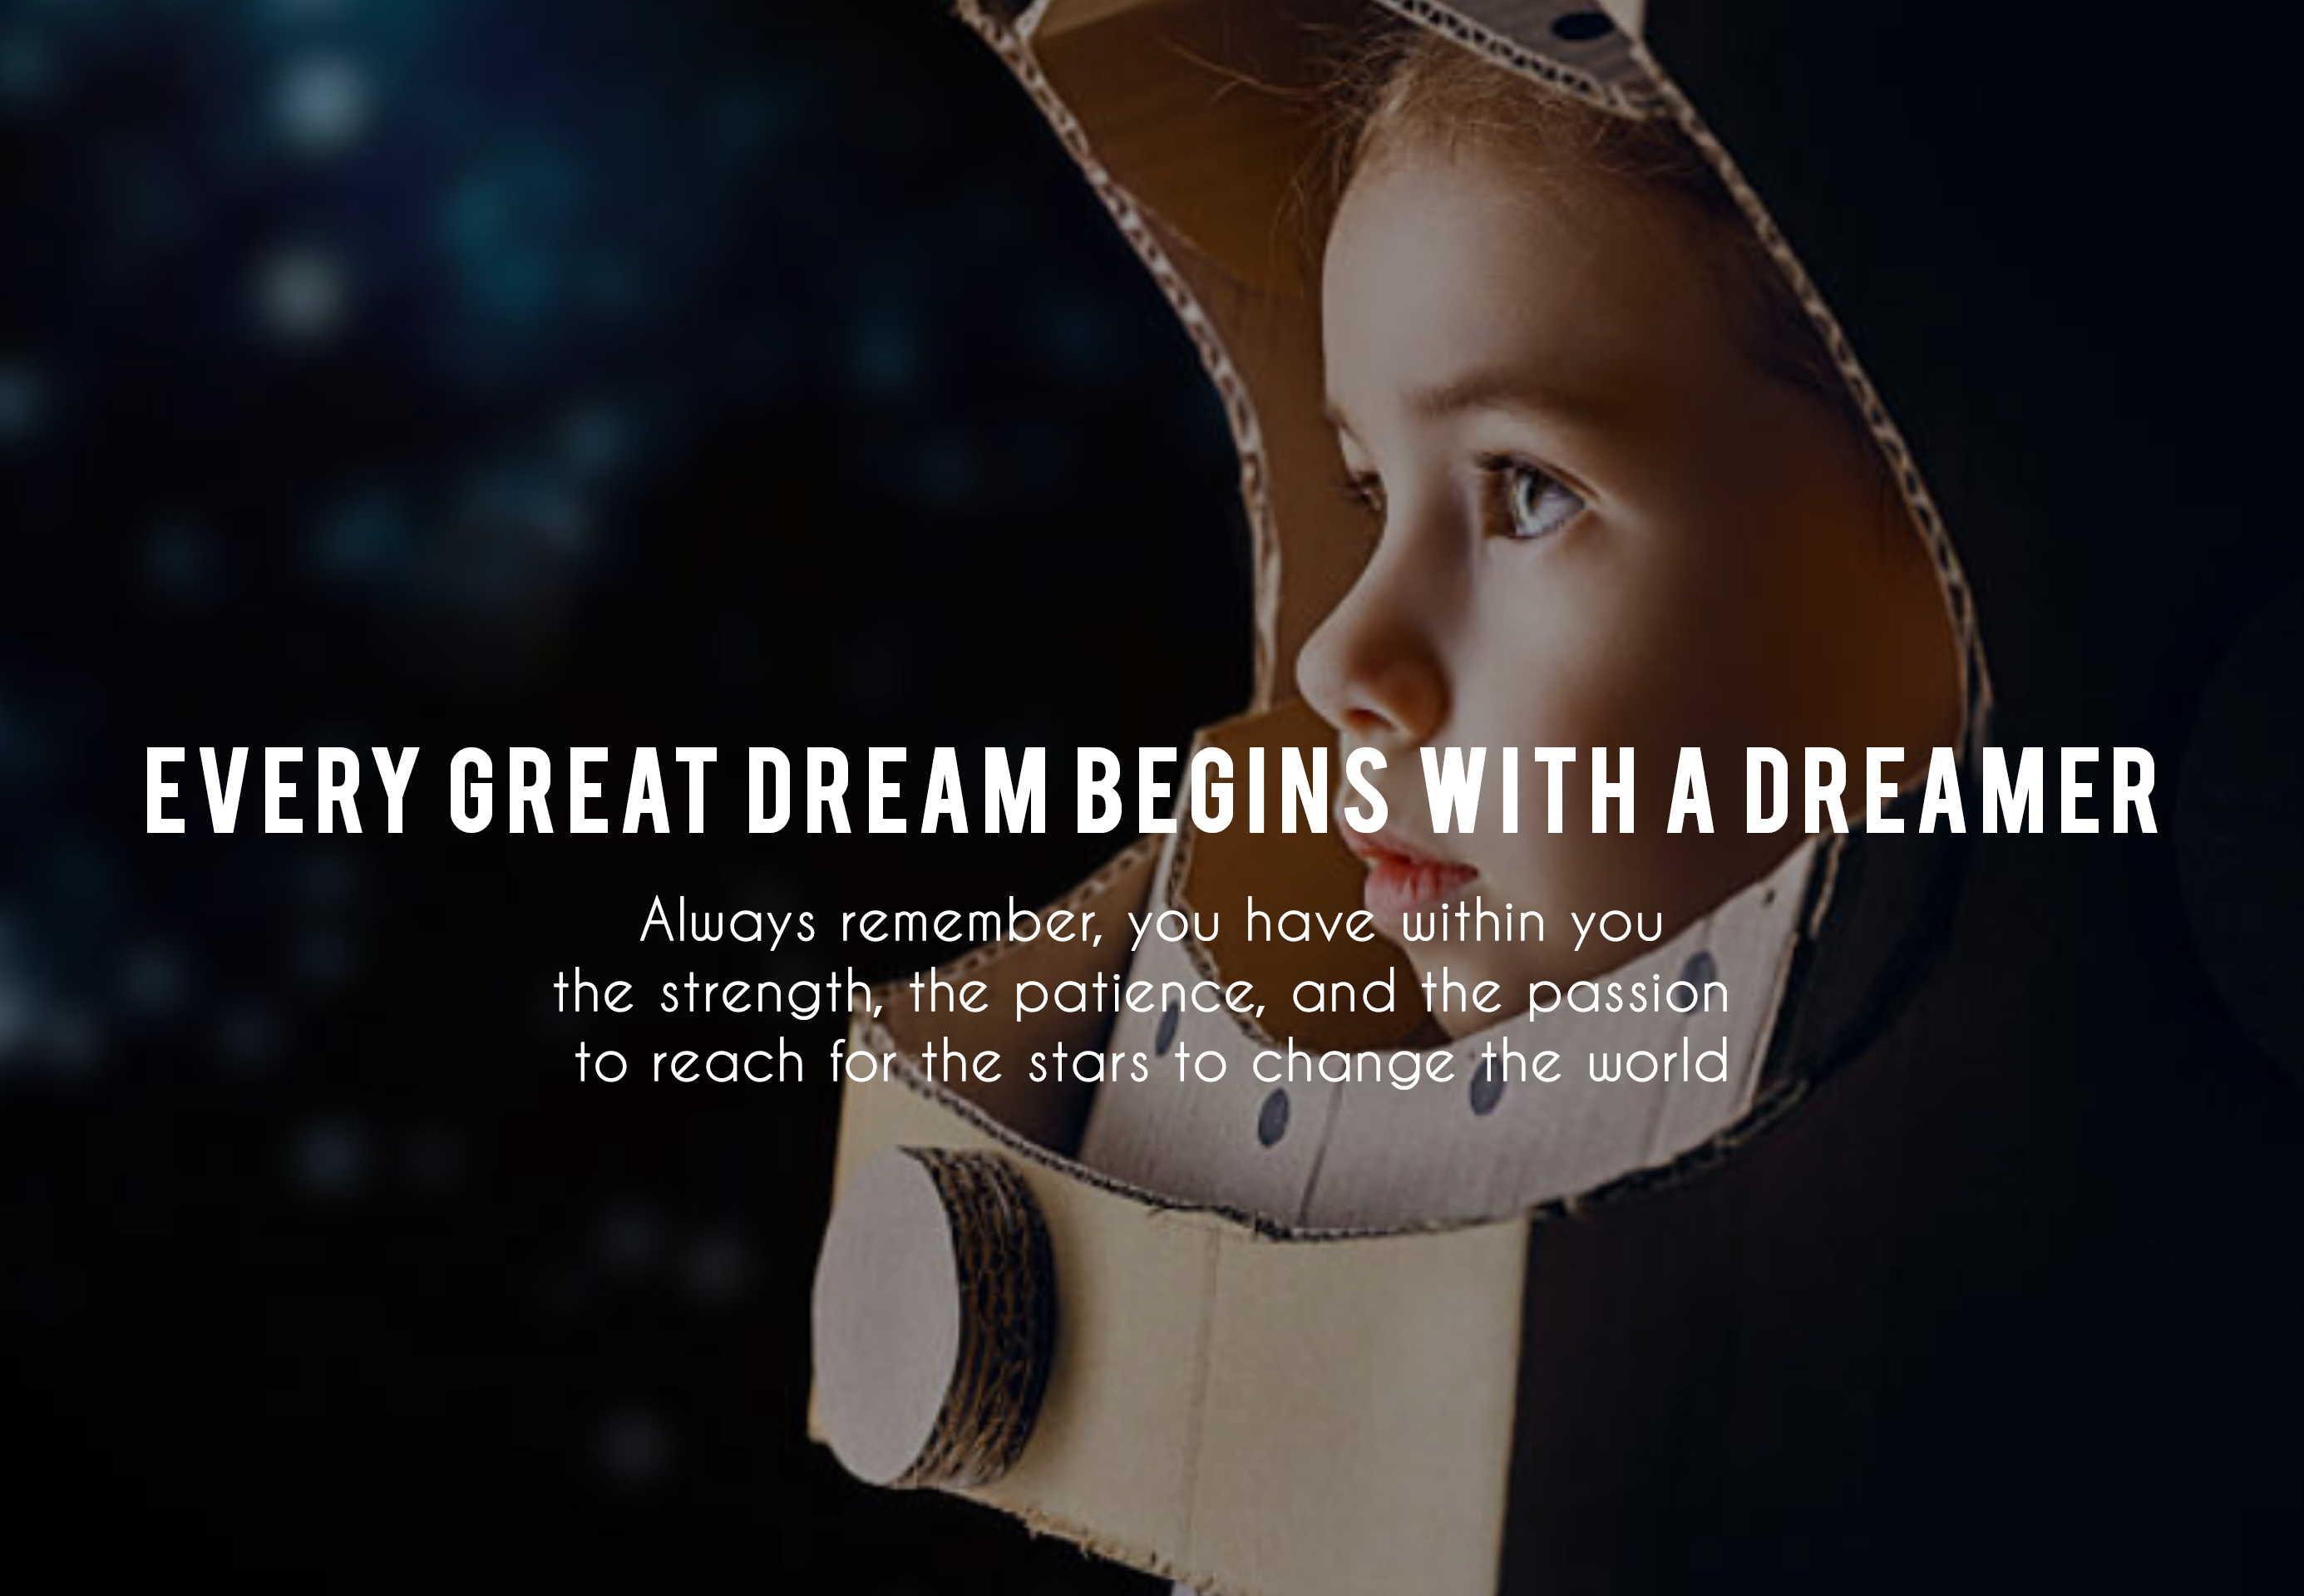 EVERY GREAT DREAM BEGINS WITH A DREAMER
Always remember, you have within you
the strength, the patience, and the passion
to reach for the stars to change the world